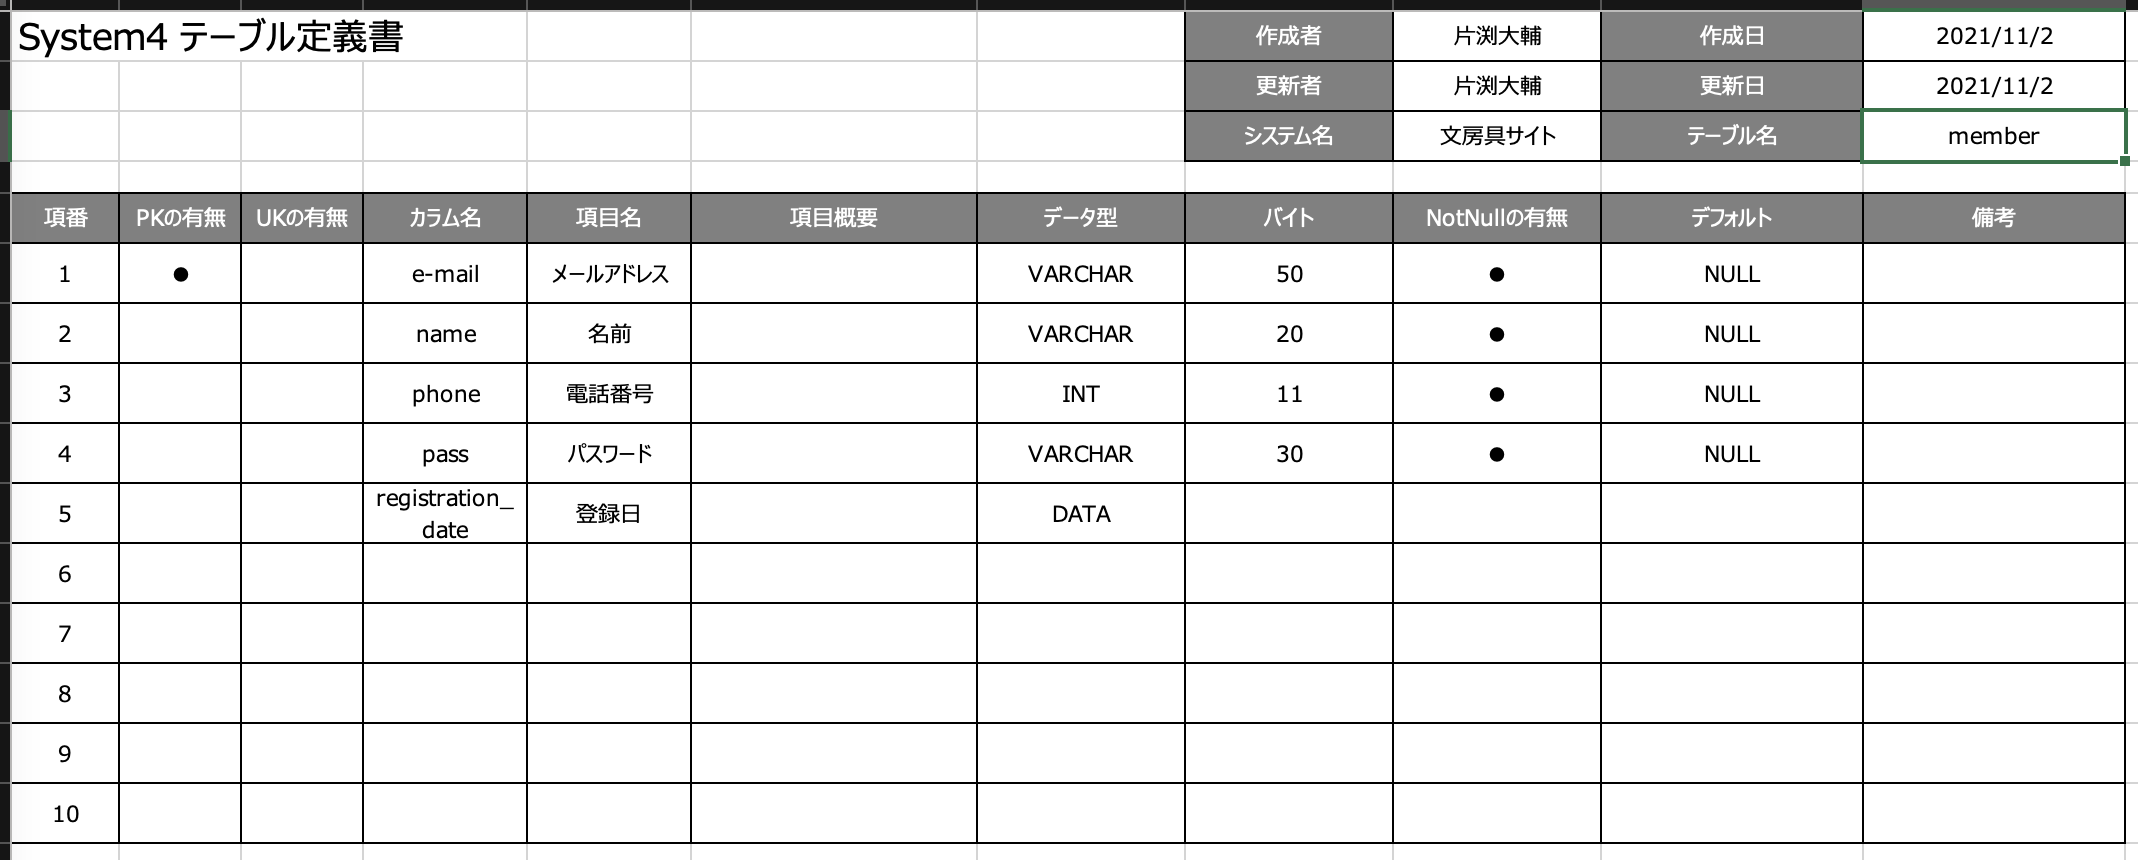 System4 テーブル定義書 作成者 片渕大輔 作成日 2021/11/2
更新者 片渕大輔 更新日 2021/11/2
システム名 文房具サイト テーブル名 member
項番 PKの有無 UKの有無 カラム名 項目名 項目概要 データ型 バイト NotNullの有無 デフォルト 備考
1 ● e-mail メールアドレス VARCHAR 50 ● NULL
2 name 名前 VARCHAR 20 ● NULL
3 phone 電話番号 INT 11 ● NULL
4 pass パスワード VARCHAR 30 ● NULL
5 registration_
date 登録日 DATA
6
7
8
9
10